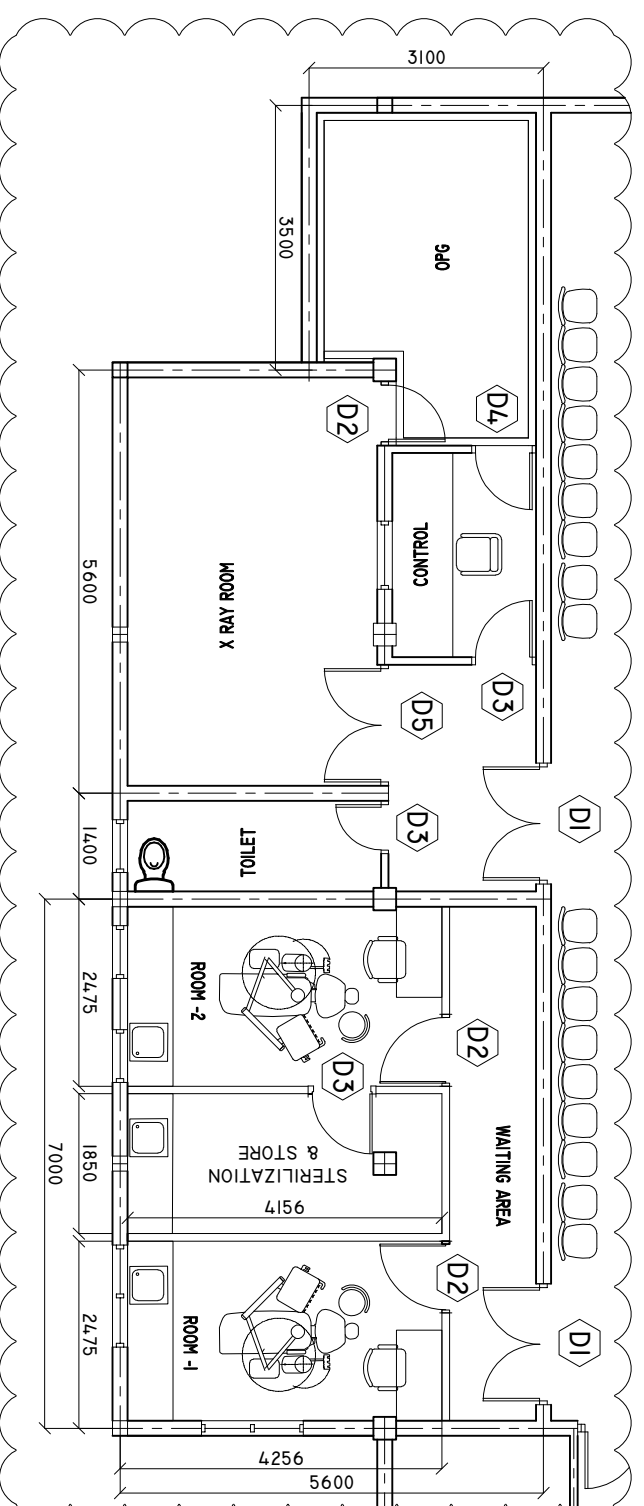 3100
3500
OPG
D4
D2
CONTROL
5600
X RAY ROOM
D3
D5
D1
D3
TOILET
1400
2475
ROOM -2
D2
D3
WAITING AREA
STERILIZATION
& STORE
1850
7000
4156
D2
D1
ROOM -1
2475
4256
5600